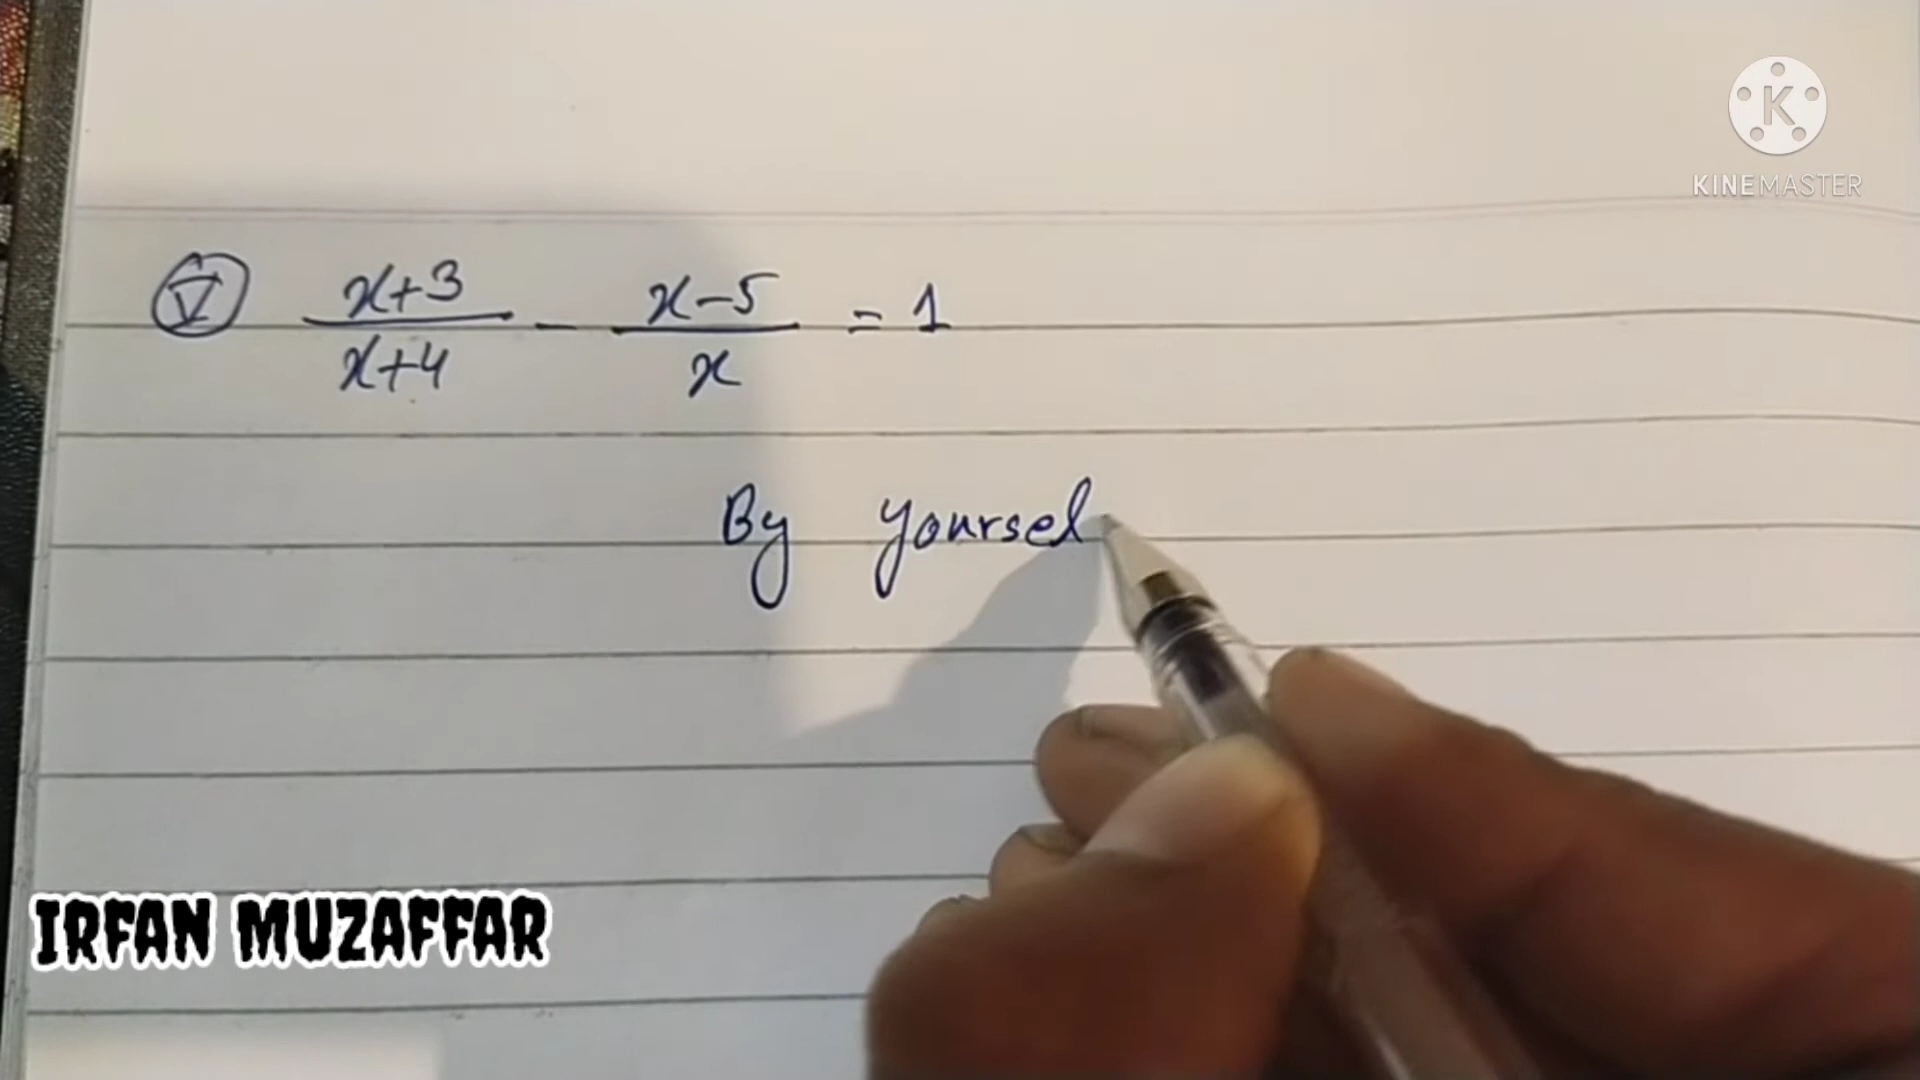 K
KINEMASTER
Ⓥ (x+3)/(x+4) - (x-5)/x = 1
By yoursel
IRFAN MUZAFFAR